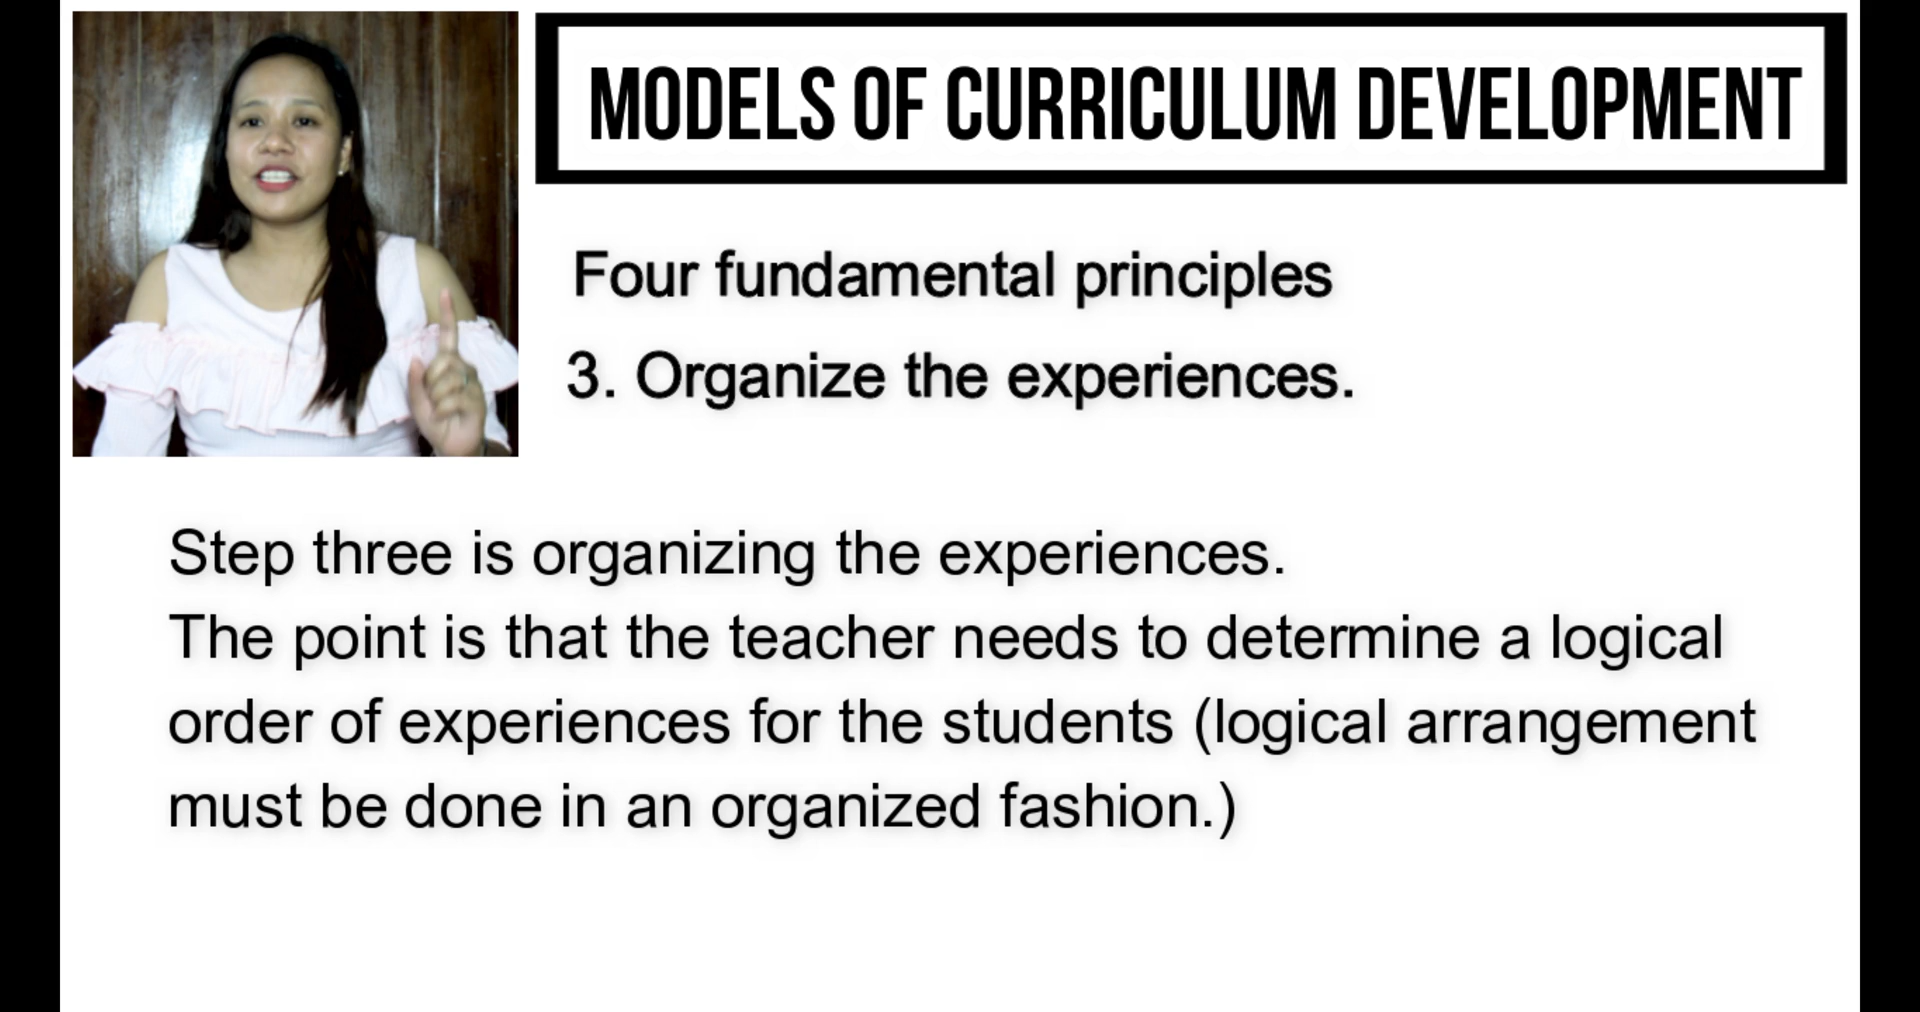 MODELS OF CURRICULUM DEVELOPMENT
Four fundamental principles
3. Organize the experiences.
Step three is organizing the experiences.
The point is that the teacher needs to determine a logical
order of experiences for the students (logical arrangement
must be done in an organized fashion.)